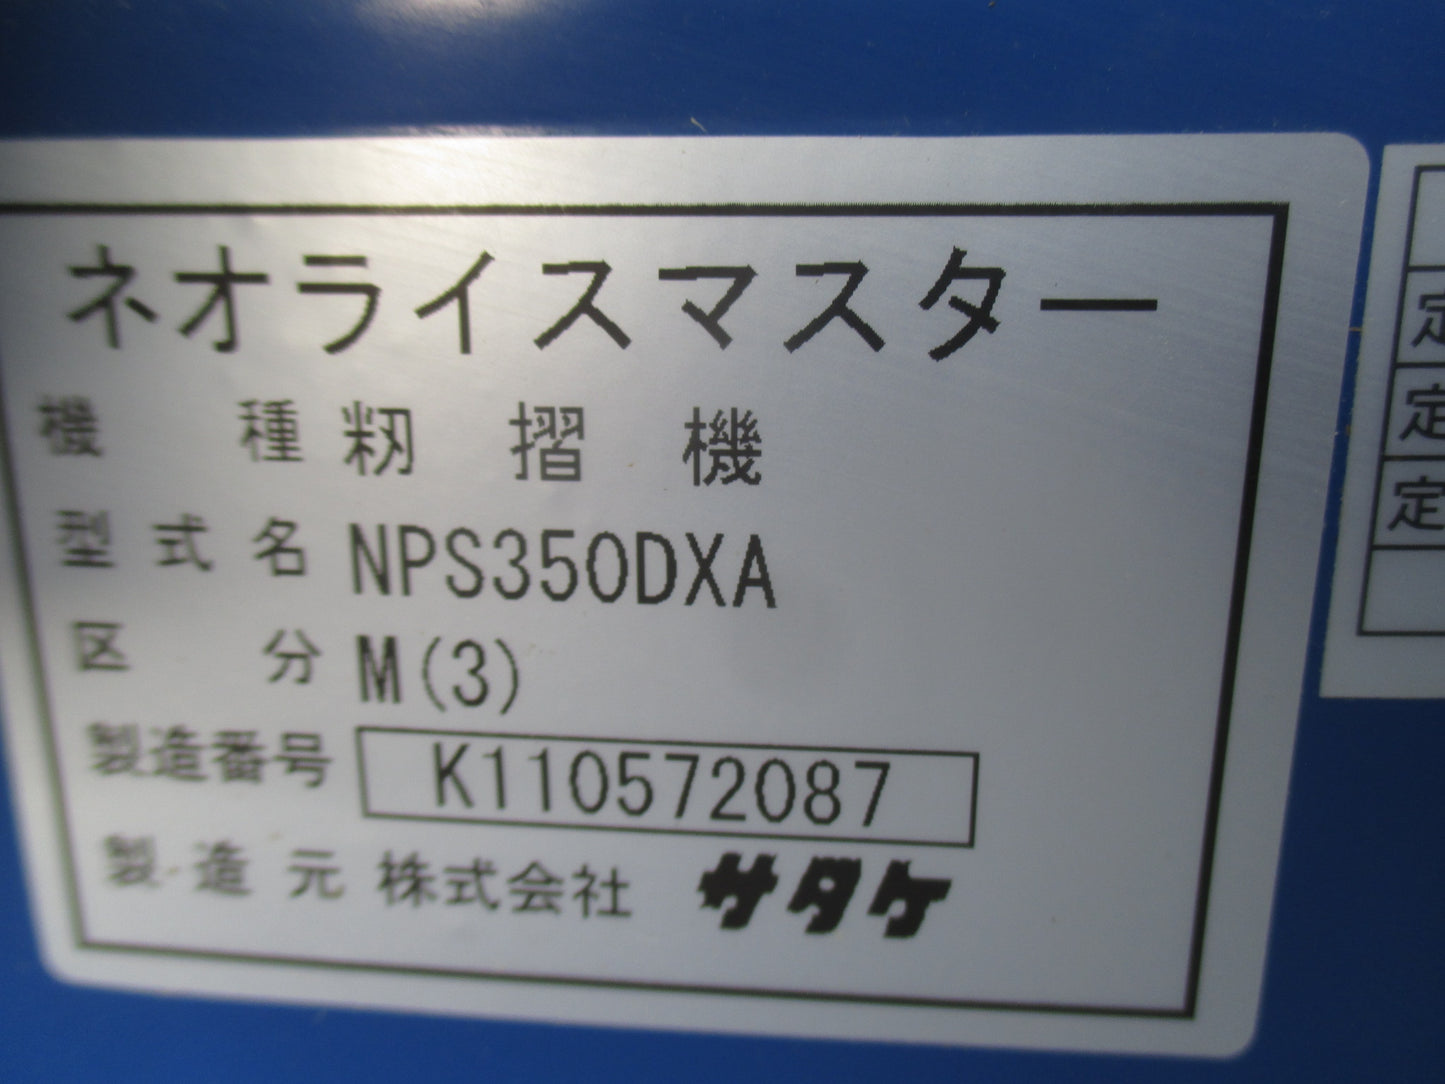 ネオライスマスター
機種 籾摺機
型式名 NPS350DXA
区分 M(3)
製造番号 K110572087
製造元 株式会社 サタケ
定
定
定